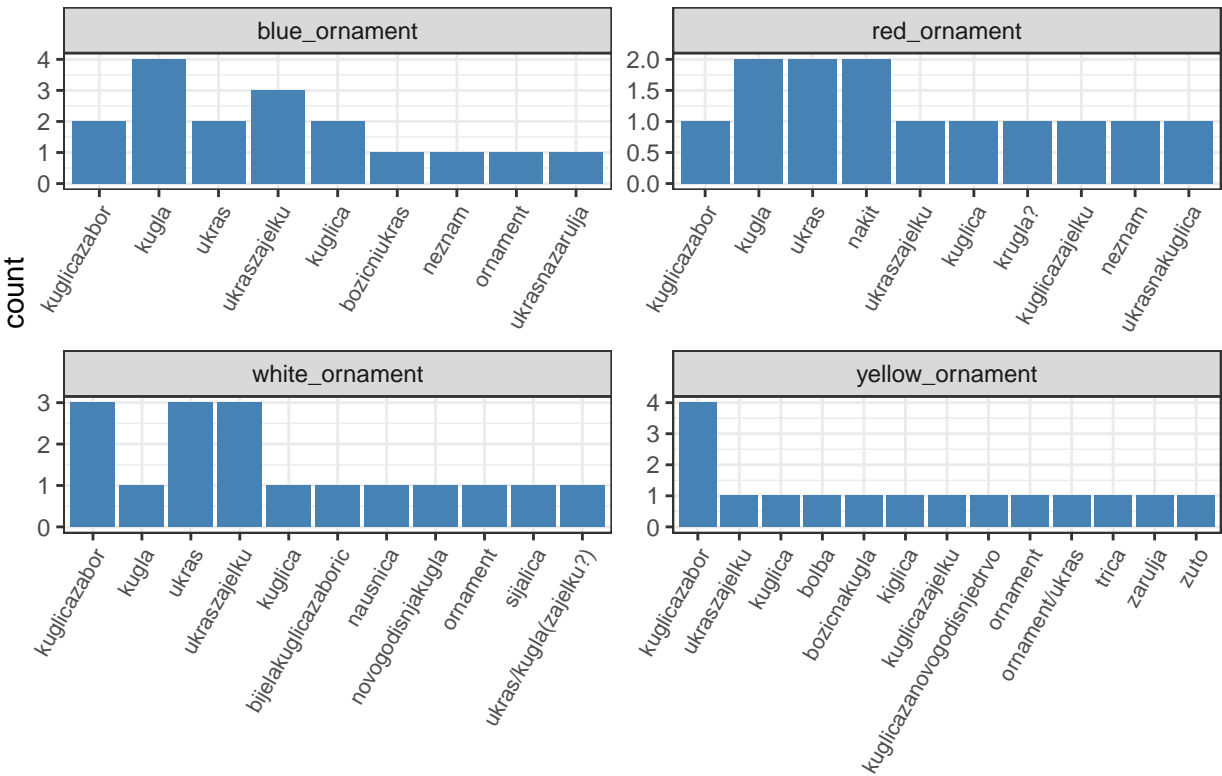 blue_ornament
red_ornament
4
3
2
1
0
2.0
1.5
1.0
0.5
0.0
kuglicazabor
kugla
ukras
ukraszajelku
kuglica
bozicniukras
neznam
ornament
ukrasnazarulja
kuglicazabor
kugla
ukras
nakit
ukraszajelku
kuglica
krugla?
kuglicazajelku
neznam
ukrasnakuglica
count
white_ornament
yellow_ornament
3
2
1
0
4
3
2
1
0
kuglicazabor
kugla
ukras
ukraszajelku
kuglica
bijelakuglicazaboric
nausnica
novogodisnjakugla
ornament
sijalica
ukras/kugla(zajelku?)
kuglicazabor
ukraszajelku
kuglica
bolba
bozicnakugla
kiglica
kuglicazajelku
kuglicazanovogodisnjedrvo
ornament
ornament/ukras
trica
zarulja
zuto